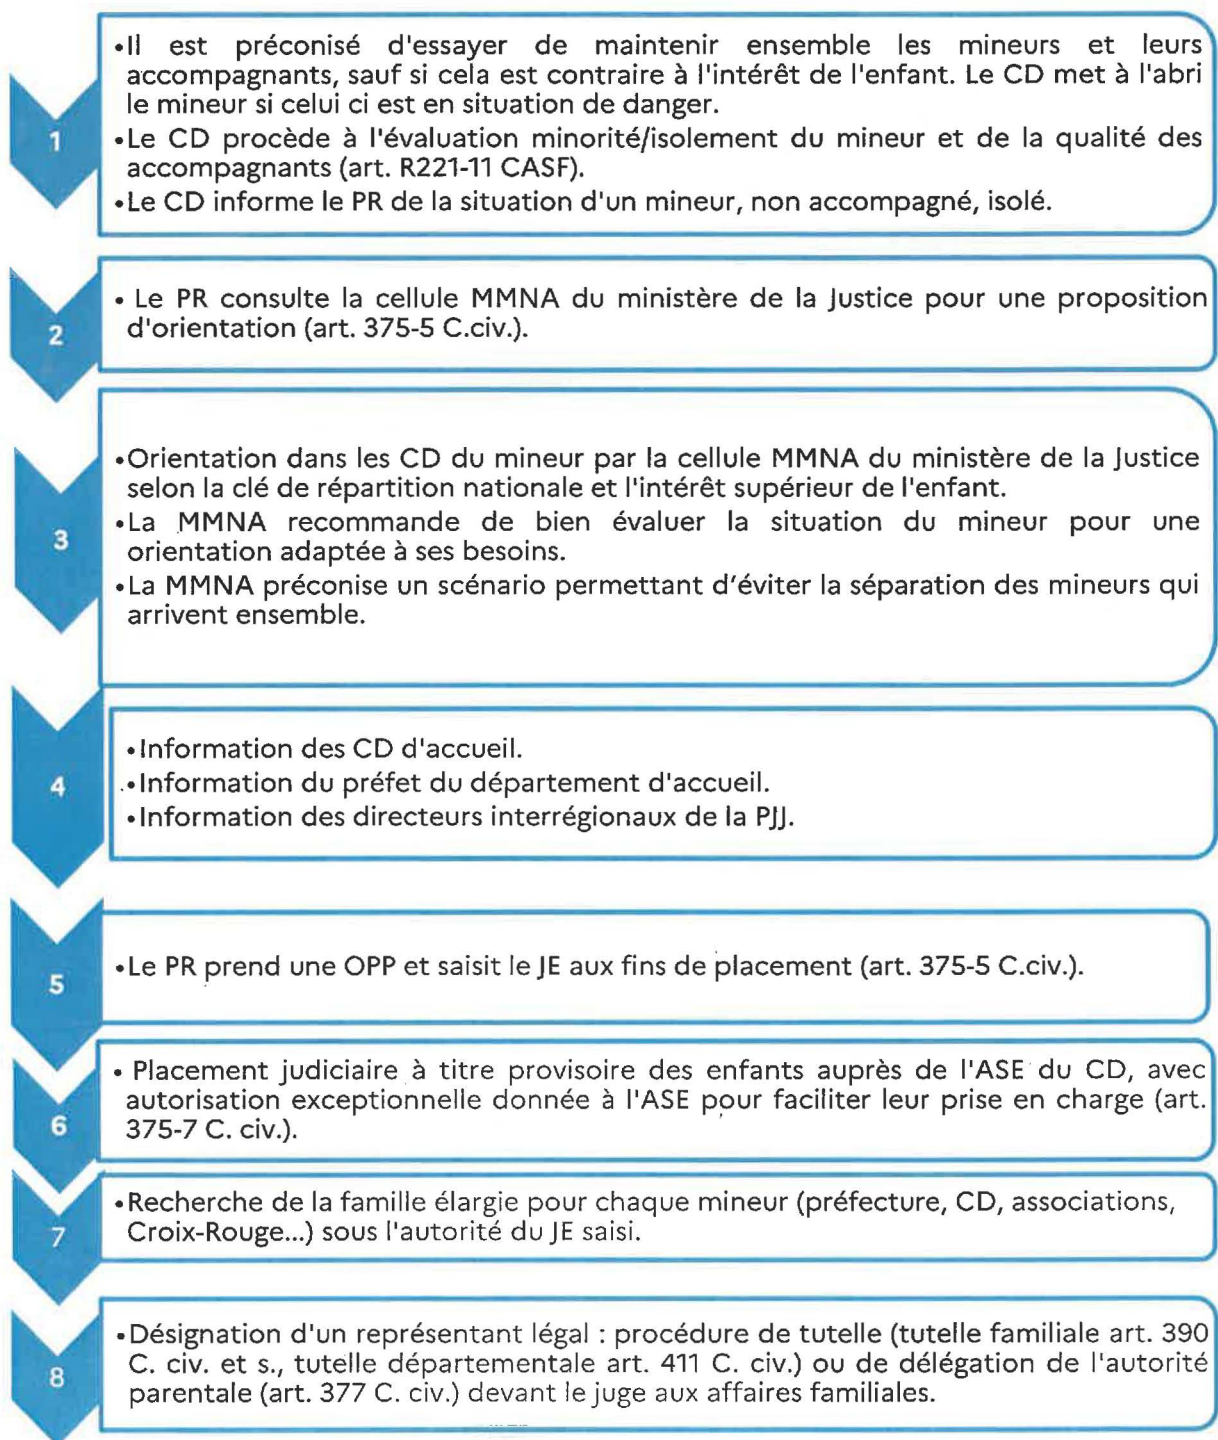 1
•Il est préconisé d'essayer de maintenir ensemble les mineurs et leurs
accompagnants, sauf si cela est contraire à l'intérêt de l'enfant. Le CD met à l'abri
le mineur si celui ci est en situation de danger.
•Le CD procède à l'évaluation minorité/isolement du mineur et de la qualité des
accompagnants (art. R221-11 CASF).
•Le CD informe le PR de la situation d'un mineur, non accompagné, isolé.
2
• Le PR consulte la cellule MMNA du ministère de la Justice pour une proposition
d'orientation (art. 375-5 C.civ.).
3
•Orientation dans les CD du mineur par la cellule MMNA du ministère de la Justice
selon la clé de répartition nationale et l'intérêt supérieur de l'enfant.
•La MMNA recommande de bien évaluer la situation du mineur pour une
orientation adaptée à ses besoins.
•La MMNA préconise un scénario permettant d'éviter la séparation des mineurs qui
arrivent ensemble.
4
•Information des CD d'accueil.
•Information du préfet du département d'accueil.
•Information des directeurs interrégionaux de la PJJ.
5
•Le PR prend une OPP et saisit le JE aux fins de placement (art. 375-5 C.civ.).
6
• Placement judiciaire à titre provisoire des enfants auprès de l'ASE du CD, avec
autorisation exceptionnelle donnée à l'ASE pour faciliter leur prise en charge (art.
375-7 C. civ.).
7
•Recherche de la famille élargie pour chaque mineur (préfecture, CD, associations,
Croix-Rouge...) sous l'autorité du JE saisi.
8
•Désignation d'un représentant légal : procédure de tutelle (tutelle familiale art. 390
C. civ. et s., tutelle départementale art. 411 C. civ.) ou de délégation de l'autorité
parentale (art. 377 C. civ.) devant le juge aux affaires familiales.